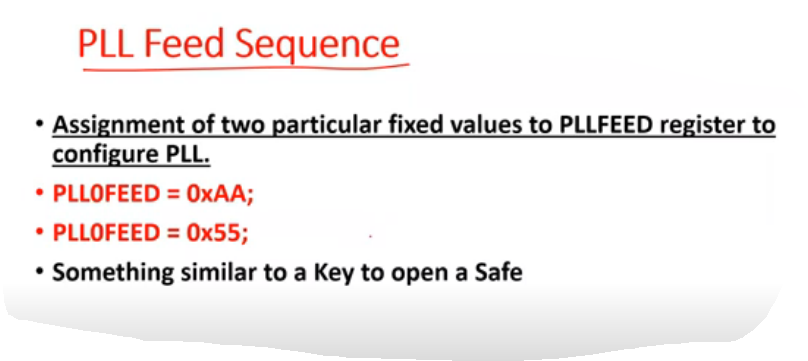 PLL Feed Sequence
• Assignment of two particular fixed values to PLLFEED register to
configure PLL.
• PLL0FEED = 0xAA;
• PLL0FEED = 0x55;
• Something similar to a Key to open a Safe